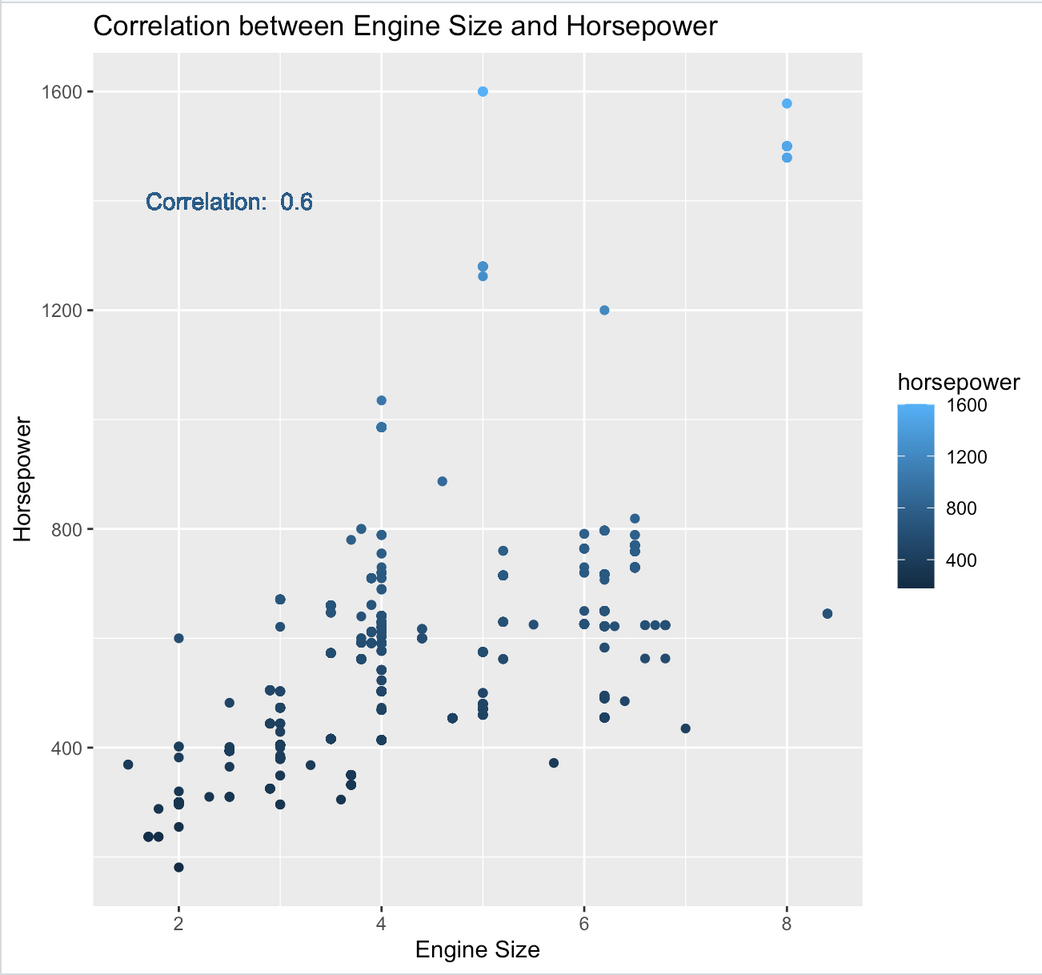 Correlation between Engine Size and Horsepower
1600
Correlation: 0.6
1200
800
400
Horsepower
2 4 6 8
Engine Size
horsepower
1600
1200
800
400